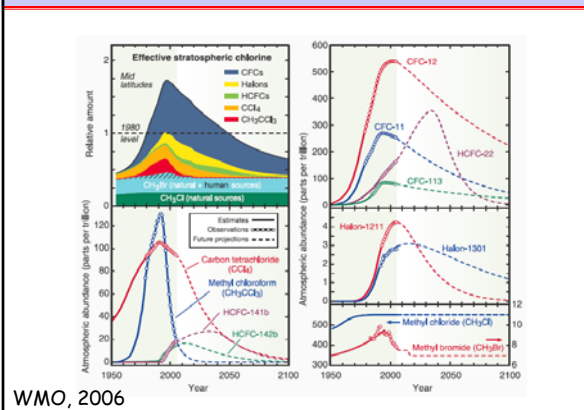 Effective stratospheric chlorine
Mid
latitudes
CFCs
Halons
HCFCs
CCl4
CH3CCl3
1980
level
CH3Br (natural + human sources)
CH3Cl (natural sources)
Relative amount
2
1
0
Estimates
Observations
Future projections
Carbon tetrachloride
(CCl4)
Methyl chloroform
(CH3CCl3)
HCFC-141b
HCFC-142b
Atmospheric abundance (parts per trillion)
120
100
80
60
40
20
0
1950
2000
2050
2100
Year
600
500
400
300
200
100
0
CFC-12
CFC-11
HCFC-22
CFC-113
Atmospheric abundance (parts per trillion)
4
3
2
1
0
Halon-1211
Halon-1301
500
400
300
12
10
8
6
Methyl chloride (CH3Cl)
Methyl bromide (CH3Br)
1950
2000
2050
2100
Year
WMO, 2006